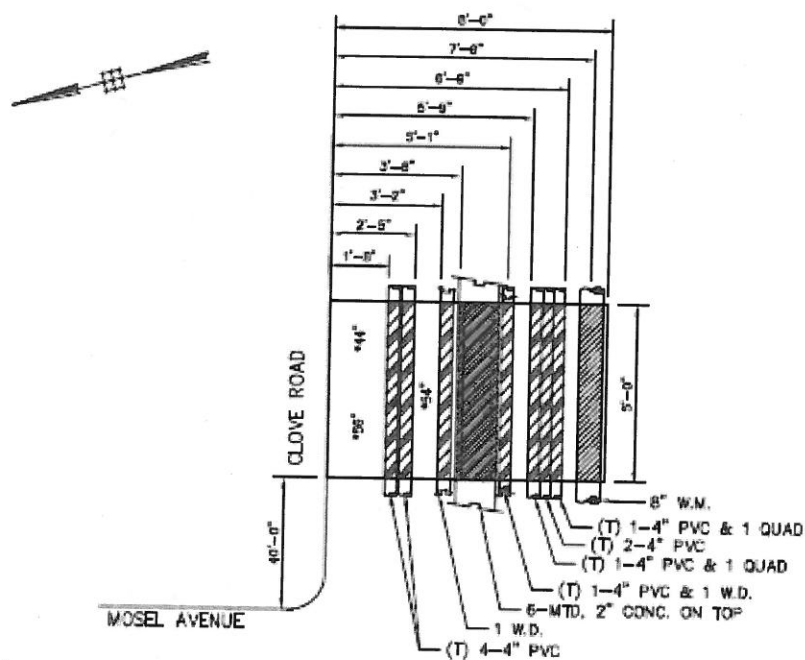 8'-0"
7'-8"
6'-8"
5'-9"
5'-1"
3'-8"
3'-2"
2'-5"
1'-8"
*44"
*56"
*54"
CLOVE ROAD
5'-0"
40'-0"
8" W.M.
(T) 1-4" PVC & 1 QUAD
(T) 2-4" PVC
(T) 1-4" PVC & 1 QUAD
(T) 1-4" PVC & 1 W.D.
6-MTD, 2" CONC. ON TOP
MOSEL AVENUE
1 W.D.
(T) 4-4" PVC